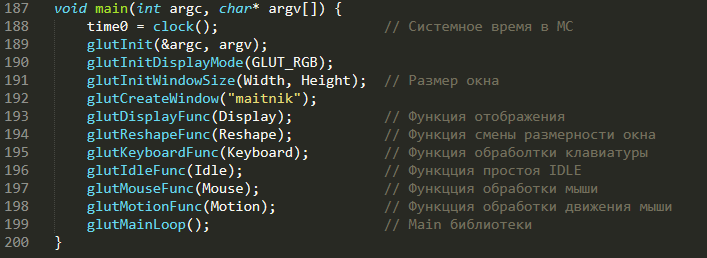 187 void main(int argc, char* argv[]) {
188 time0 = clock(); // Системное время в МС
189 glutInit(&argc, argv);
190 glutInitDisplayMode(GLUT_RGB);
191 glutInitWindowSize(Width, Height); // Размер окна
192 glutCreateWindow("maitnik");
193 glutDisplayFunc(Display); // Функция отображения
194 glutReshapeFunc(Reshape); // Функция смены размерности окна
195 glutKeyboardFunc(Keyboard); // Функция обраболтки клавиатуры
196 glutIdleFunc(Idle); // Функкция простоя IDLE
197 glutMouseFunc(Mouse); // Функкция обработки мыши
198 glutMotionFunc(Motion); // Функцция обработки движения мыши
199 glutMainLoop(); // Main библиотеки
200 }